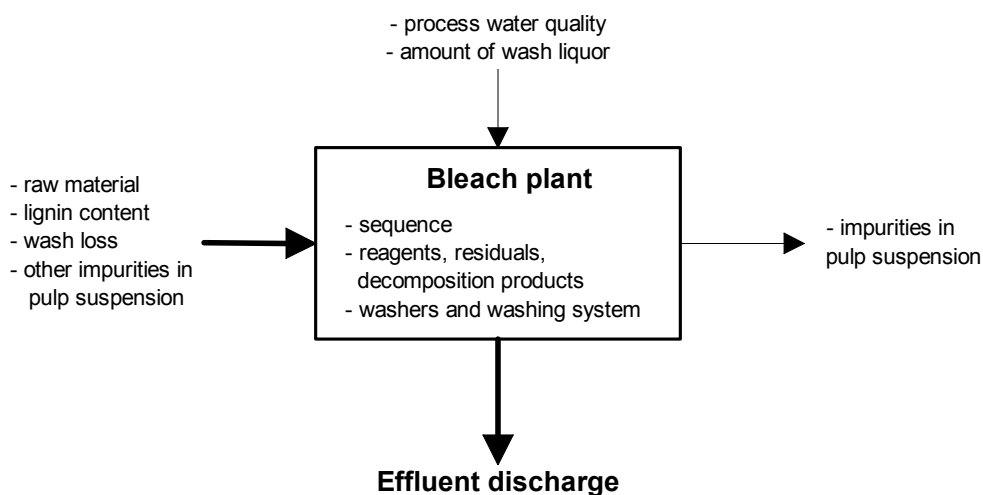 - process water quality
- amount of wash liquor
- raw material
- lignin content
- wash loss
- other impurities in
pulp suspension
Bleach plant
- sequence
- reagents, residuals,
decomposition products
- washers and washing system
- impurities in
pulp suspension
Effluent discharge